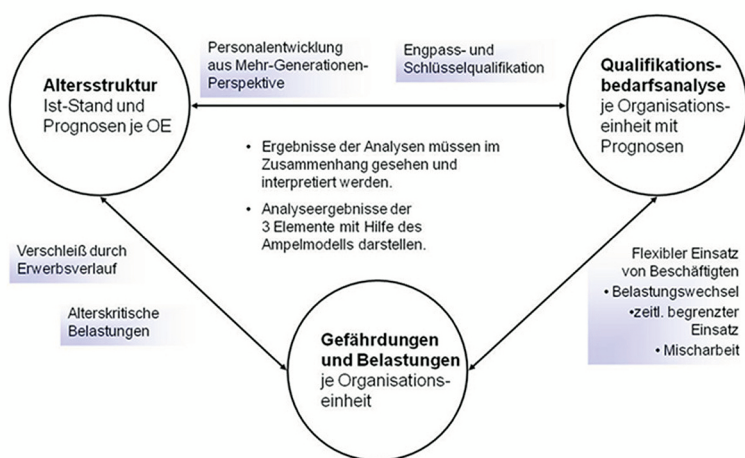 Personalentwicklung
aus Mehr-Generationen-
Perspektive
Engpass- und
Schlüsselqualifikation
Altersstruktur
Ist-Stand und
Prognosen je OE
Qualifikations-
bedarfsanalyse
je Organisations-
einheit mit
Prognosen
• Ergebnisse der Analysen müssen im
Zusammenhang gesehen und
interpretiert werden.
• Analyseergebnisse der
3 Elemente mit Hilfe des
Ampelmodells darstellen.
Verschleiß durch
Erwerbsverlauf
Alterskritische
Belastungen
Flexibler Einsatz
von Beschäftigten
• Belastungswechsel
•zeitl. begrenzter
Einsatz
• Mischarbeit
Gefährdungen
und Belastungen
je Organisations-
einheit